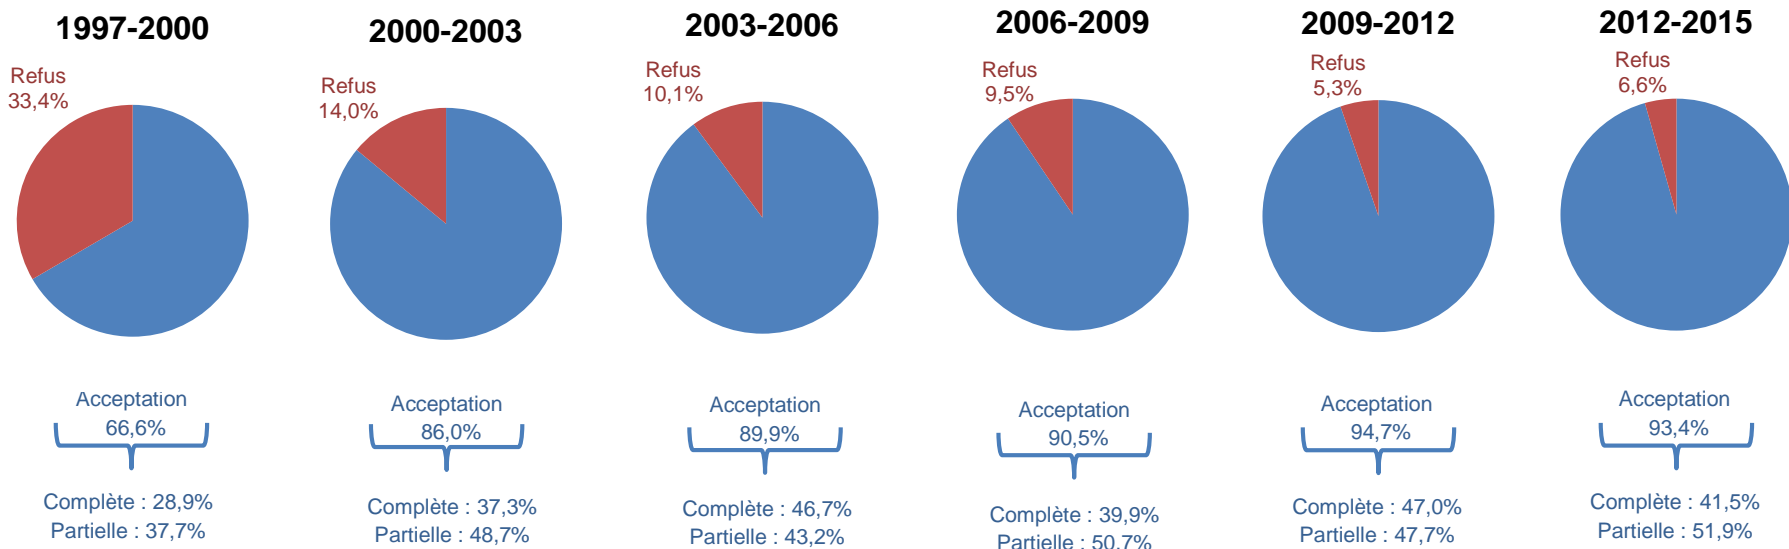 1997-2000
Refus
33,4%
Acceptation
66,6%
Complète : 28,9%
Partielle : 37,7%
2000-2003
Refus
14,0%
Acceptation
86,0%
Complète : 37,3%
Partielle : 48,7%
2003-2006
Refus
10,1%
Acceptation
89,9%
Complète : 46,7%
Partielle : 43,2%
2006-2009
Refus
9,5%
Acceptation
90,5%
Complète : 39,9%
Partielle : 50,7%
2009-2012
Refus
5,3%
Acceptation
94,7%
Complète : 47,0%
Partielle : 47,7%
2012-2015
Refus
6,6%
Acceptation
93,4%
Complète : 41,5%
Partielle : 51,9%